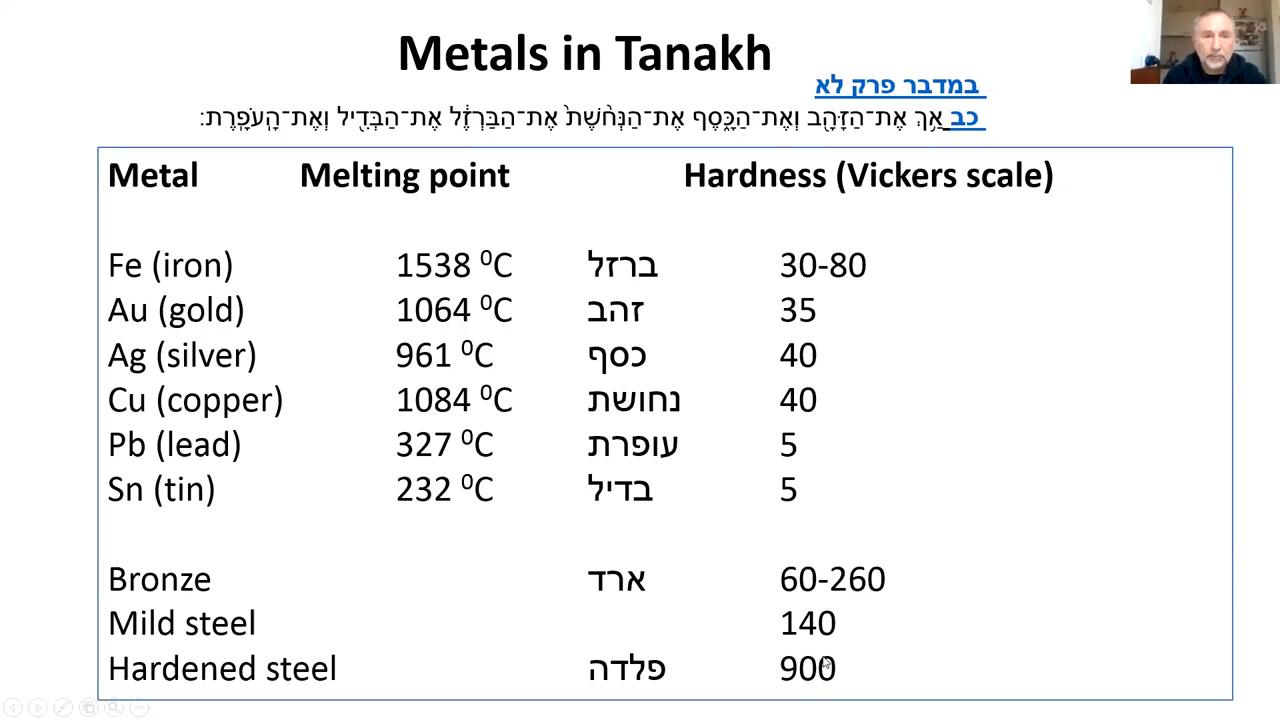 Metals in Tanakh
במדבר פרק לא
כב אַ֥ךְ אֶת־הַזָּהָ֖ב וְאֶת־הַכָּ֑סֶף אֶֽת־הַנְּחֹ֙שֶׁת֙ אֶת־הַבַּרְזֶ֔ל אֶֽת־הַבְּדִ֖יל וְאֶת־הָעֹפָֽרֶת׃
Metal Melting point Hardness (Vickers scale)
Fe (iron) 1538 ⁰C ברזל 30-80
Au (gold) 1064 ⁰C זהב 35
Ag (silver) 961 ⁰C כסף 40
Cu (copper) 1084 ⁰C נחושת 40
Pb (lead) 327 ⁰C עופרת 5
Sn (tin) 232 ⁰C בדיל 5
Bronze ארד 60-260
Mild steel 140
Hardened steel פלדה 900